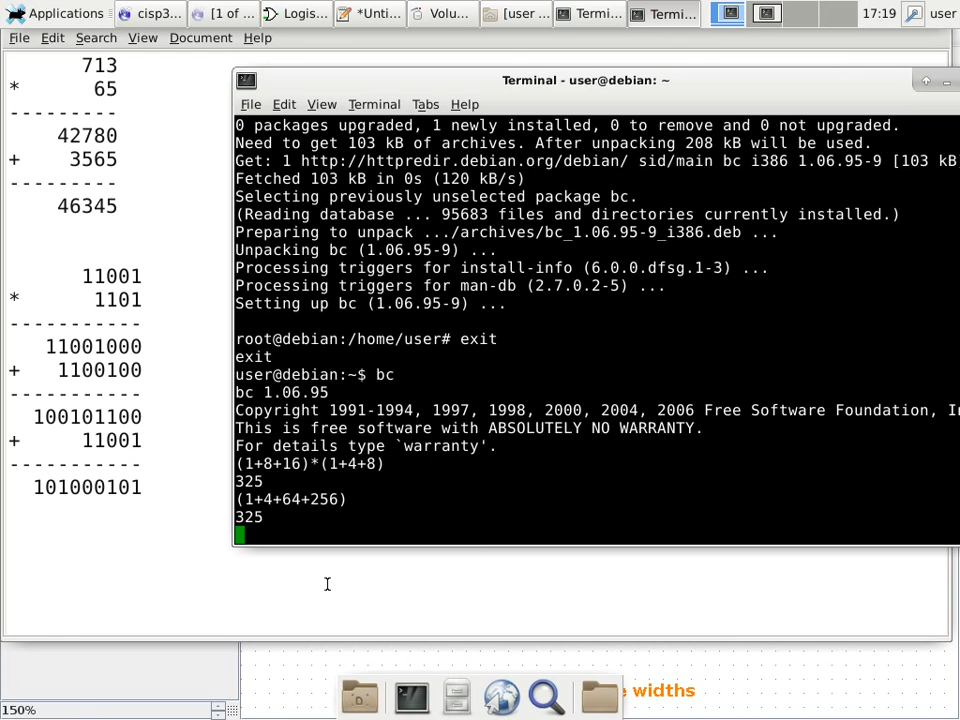 Applications
cisp3...
[1 of ...
Logis...
*Unti...
Volu...
[user ...
Termi...
Termi...
17:19
user
File Edit Search View Document Help
713
* 65
---------
42780
+ 3565
---------
46345
11001
* 1101
-----------
11001000
+ 1100100
-----------
100101100
+ 11001
-----------
101000101
Terminal - user@debian: ~
File Edit View Terminal Tabs Help
0 packages upgraded, 1 newly installed, 0 to remove and 0 not upgraded.
Need to get 103 kB of archives. After unpacking 208 kB will be used.
Get: 1 http://httpredir.debian.org/debian/ sid/main bc i386 1.06.95-9 [103 kB
Fetched 103 kB in 0s (120 kB/s)
Selecting previously unselected package bc.
(Reading database ... 95683 files and directories currently installed.)
Preparing to unpack .../archives/bc_1.06.95-9_i386.deb ...
Unpacking bc (1.06.95-9) ...
Processing triggers for install-info (6.0.0.dfsg.1-3) ...
Processing triggers for man-db (2.7.0.2-5) ...
Setting up bc (1.06.95-9) ...
root@debian:/home/user# exit
exit
user@debian:~$ bc
bc 1.06.95
Copyright 1991-1994, 1997, 1998, 2000, 2004, 2006 Free Software Foundation, In
This is free software with ABSOLUTELY NO WARRANTY.
For details type `warranty'.
(1+8+16)*(1+4+8)
325
(1+4+64+256)
325
widths
150%